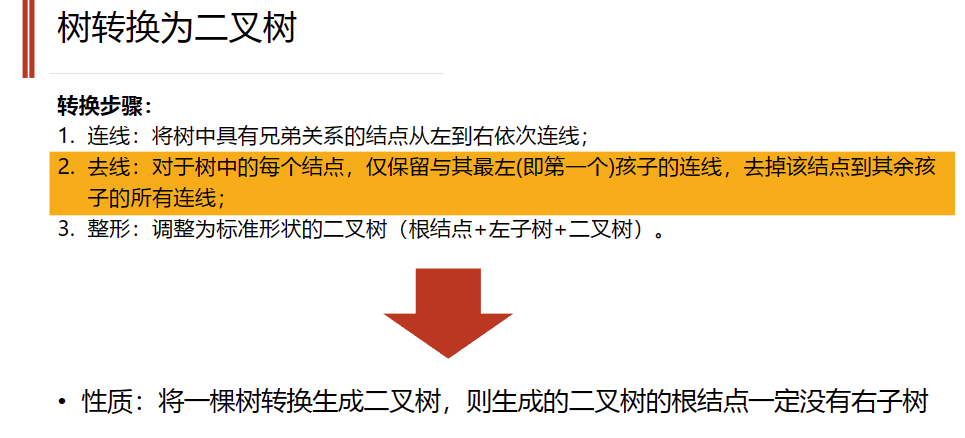 树转换为二叉树
转换步骤：
1. 连线：将树中具有兄弟关系的结点从左到右依次连线；
2. 去线：对于树中的每个结点，仅保留与其最左(即第一个)孩子的连线，去掉该结点到其余孩
子的所有连线；
3. 整形：调整为标准形状的二叉树（根结点+左子树+二叉树）。
• 性质：将一棵树转换生成二叉树，则生成的二叉树的根结点一定没有右子树